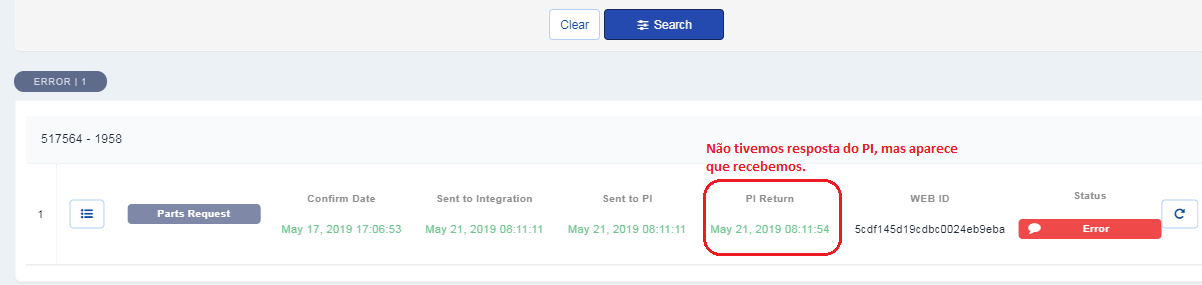 Clear
Search
ERROR | 1
517564 - 1958
Não tivemos resposta do PI, mas aparece
que recebemos.
Confirm Date Sent to Integration Sent to PI PI Return WEB ID Status
1 Parts Request May 17, 2019 17:06:53 May 21, 2019 08:11:11 May 21, 2019 08:11:11 May 21, 2019 08:11:54 5cdf145d19cdbc0024eb9eba Error